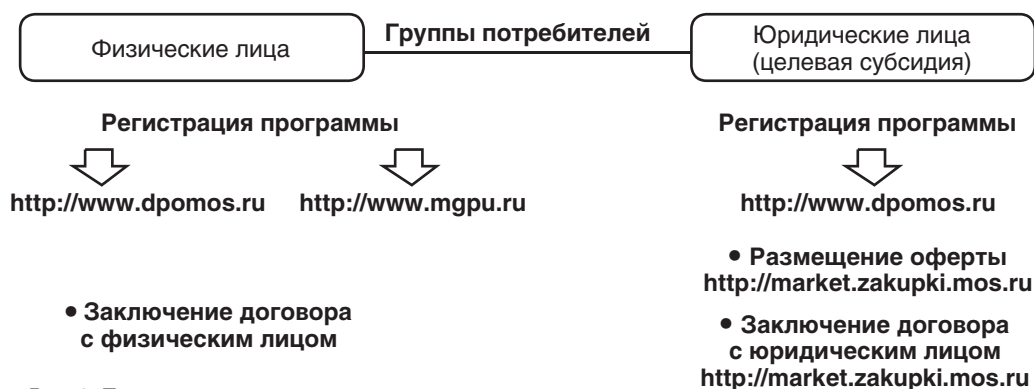 Группы потребителей
Физические лица
Юридические лица
(целевая субсидия)
Регистрация программы
http://www.dpomos.ru
http://www.mgpu.ru
• Заключение договора
с физическим лицом
Регистрация программы
http://www.dpomos.ru
• Размещение оферты
http://market.zakupki.mos.ru
• Заключение договора
с юридическим лицом
http://market.zakupki.mos.ru